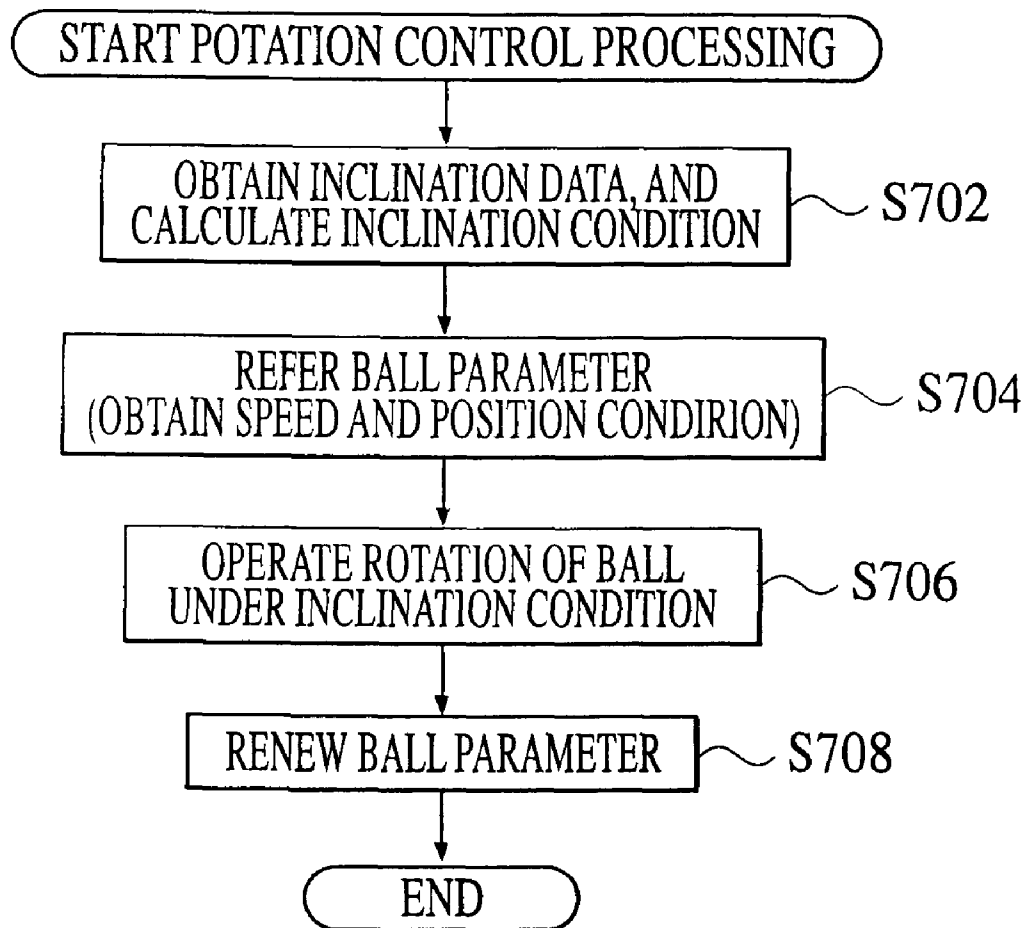 START POTATION CONTROL PROCESSING
OBTAIN INCLINATION DATA, AND
CALCULATE INCLINATION CONDITION
S702
REFER BALL PARAMETER
(OBTAIN SPEED AND POSITION CONDIRION)
S704
OPERATE ROTATION OF BALL
UNDER INCLINATION CONDITION
S706
RENEW BALL PARAMETER
S708
END